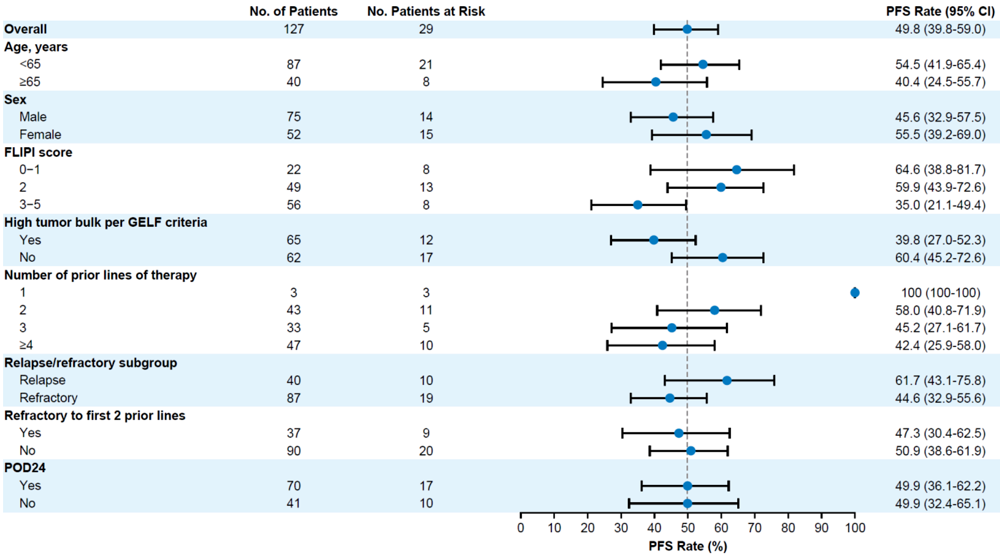 No. of Patients No. Patients at Risk PFS Rate (95% CI)
Overall 127 29 49.8 (39.8-59.0)
Age, years
<65 87 21 54.5 (41.9-65.4)
≥65 40 8 40.4 (24.5-55.7)
Sex
Male 75 14 45.6 (32.9-57.5)
Female 52 15 55.5 (39.2-69.0)
FLIPI score
0−1 22 8 64.6 (38.8-81.7)
2 49 13 59.9 (43.9-72.6)
3−5 56 8 35.0 (21.1-49.4)
High tumor bulk per GELF criteria
Yes 65 12 39.8 (27.0-52.3)
No 62 17 60.4 (45.2-72.6)
Number of prior lines of therapy
1 3 3 100 (100-100)
2 43 11 58.0 (40.8-71.9)
3 33 5 45.2 (27.1-61.7)
≥4 47 10 42.4 (25.9-58.0)
Relapse/refractory subgroup
Relapse 40 10 61.7 (43.1-75.8)
Refractory 87 19 44.6 (32.9-55.6)
Refractory to first 2 prior lines
Yes 37 9 47.3 (30.4-62.5)
No 90 20 50.9 (38.6-61.9)
POD24
Yes 70 17 49.9 (36.1-62.2)
No 41 10 49.9 (32.4-65.1)
0 10 20 30 40 50 60 70 80 90 100
PFS Rate (%)